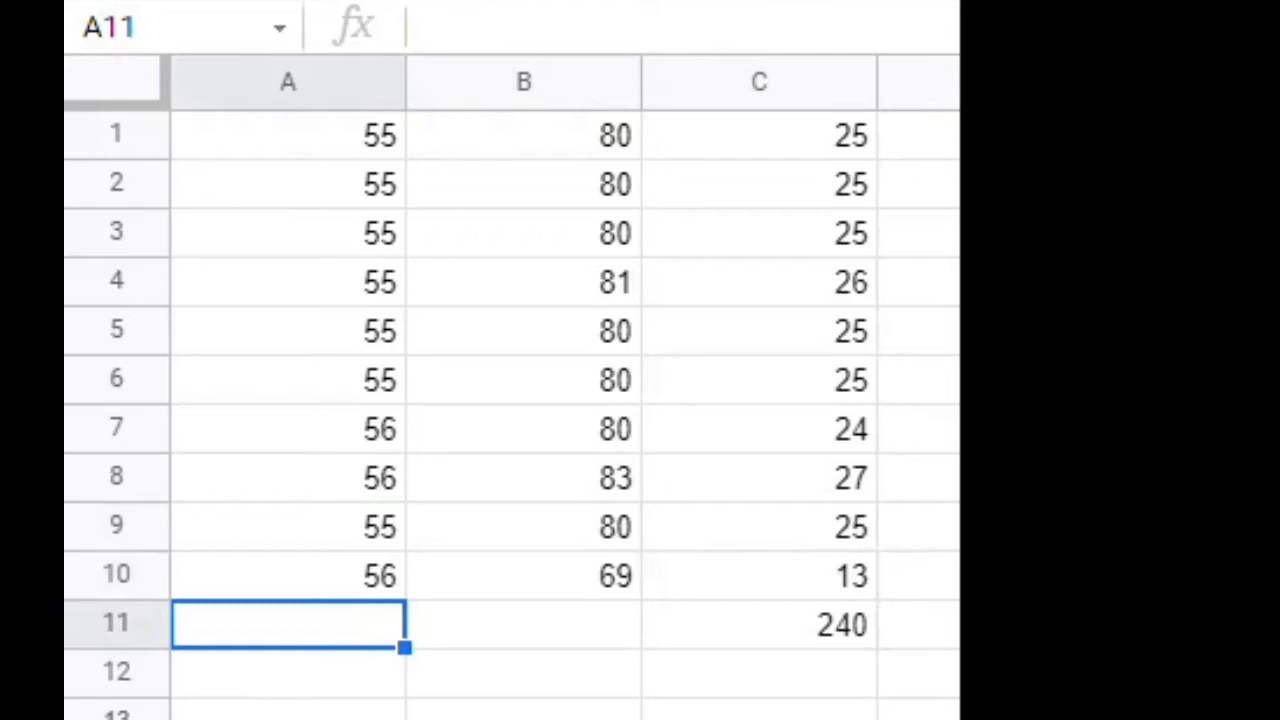 A11 fx
A B C
1 55 80 25
2 55 80 25
3 55 80 25
4 55 81 26
5 55 80 25
6 55 80 25
7 56 80 24
8 56 83 27
9 55 80 25
10 56 69 13
11 240
12
13